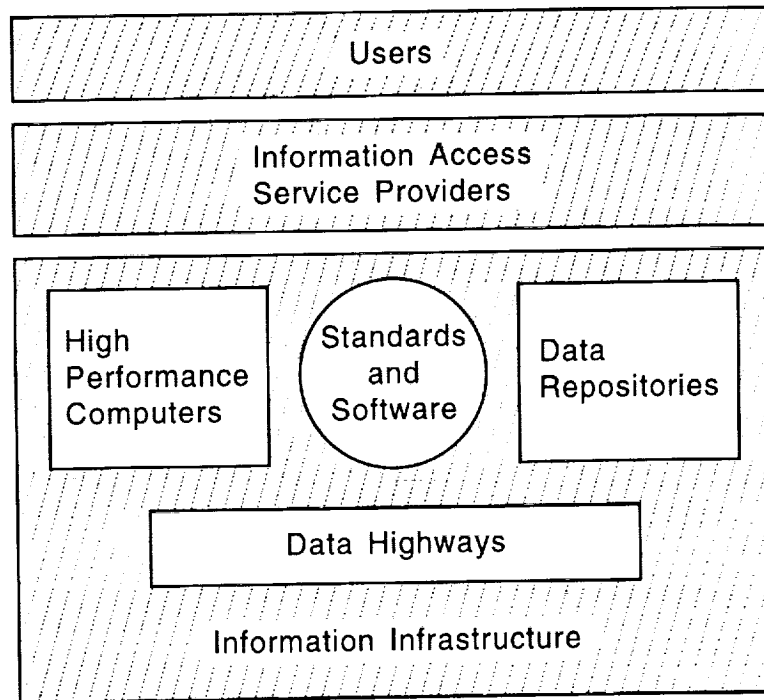 Users
Information Access
Service Providers
High
Performance
Computers
Standards
and
Software
Data
Repositories
Data Highways
Information Infrastructure